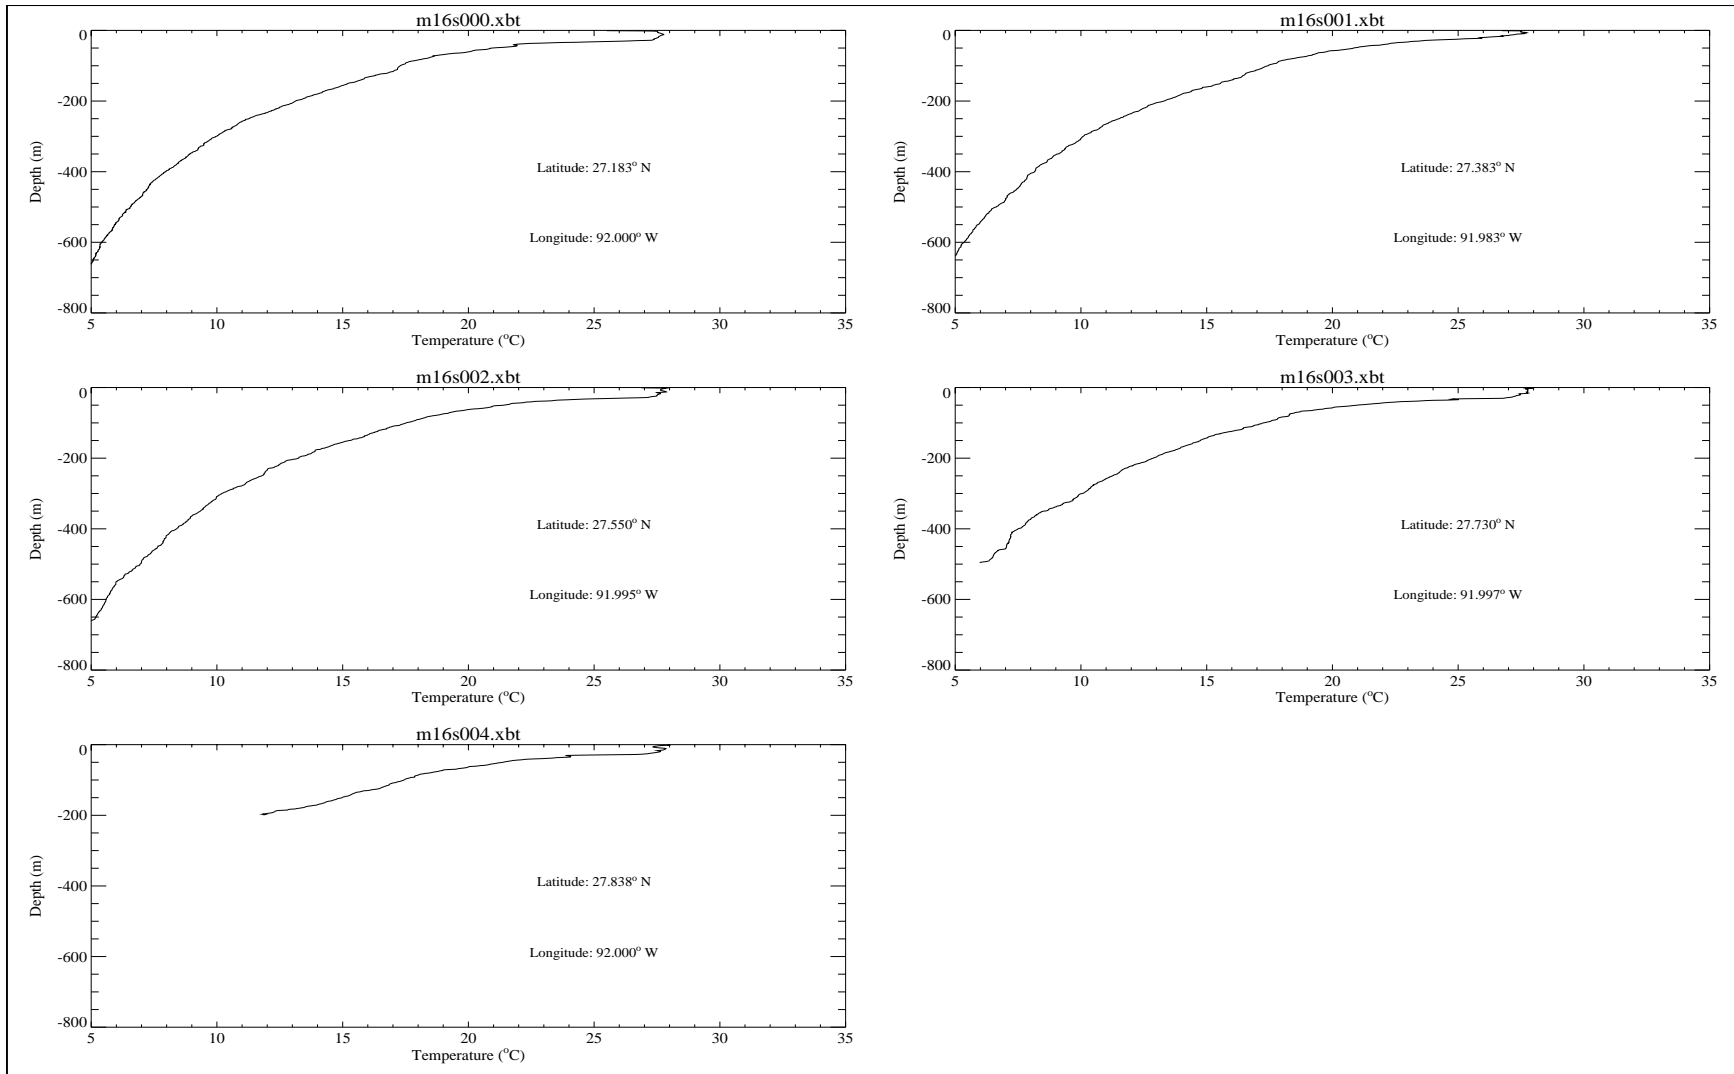 m16s000.xbt
0
-200
-400
-600
-800
Depth (m)
Latitude: 27.183° N
Longitude: 92.000° W
5 10 15 20 25 30 35
Temperature (°C)
m16s001.xbt
0
-200
-400
-600
-800
Depth (m)
Latitude: 27.383° N
Longitude: 91.983° W
5 10 15 20 25 30 35
Temperature (°C)
m16s002.xbt
0
-200
-400
-600
-800
Depth (m)
Latitude: 27.550° N
Longitude: 91.995° W
5 10 15 20 25 30 35
Temperature (°C)
m16s003.xbt
0
-200
-400
-600
-800
Depth (m)
Latitude: 27.730° N
Longitude: 91.997° W
5 10 15 20 25 30 35
Temperature (°C)
m16s004.xbt
0
-200
-400
-600
-800
Depth (m)
Latitude: 27.838° N
Longitude: 92.000° W
5 10 15 20 25 30 35
Temperature (°C)